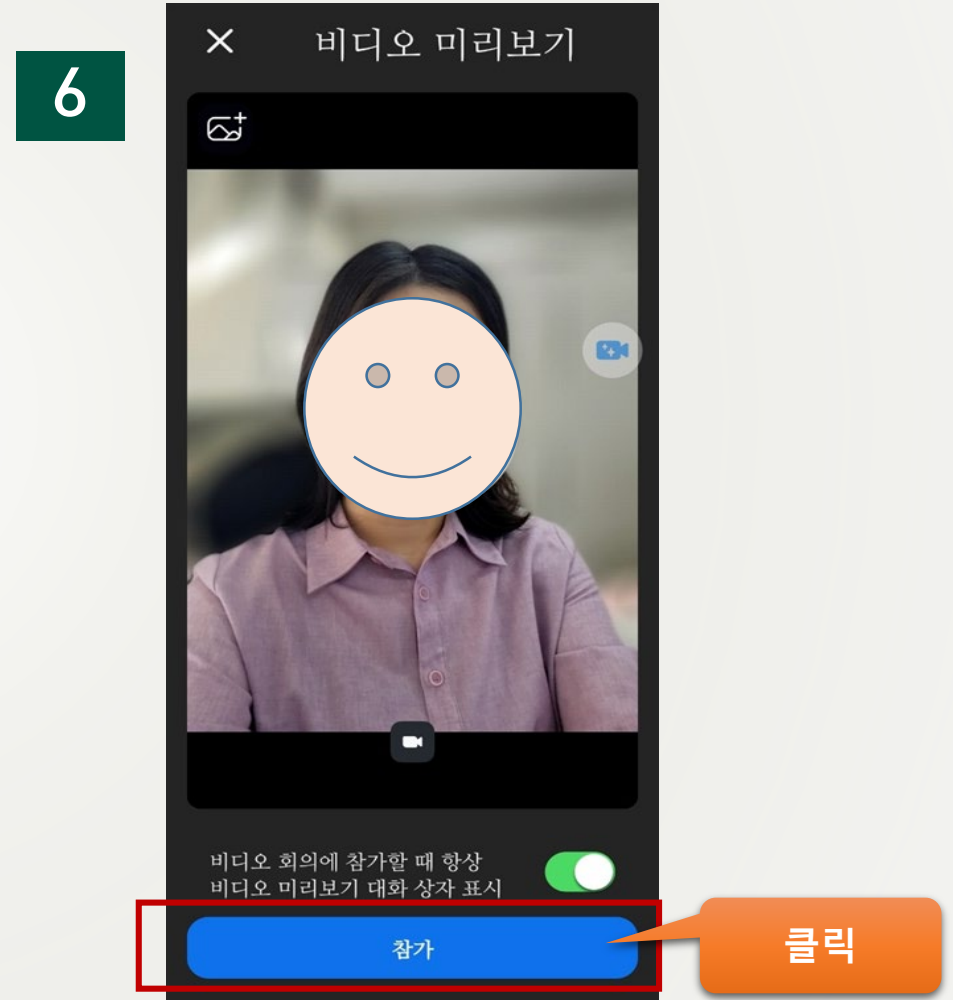 6
비디오 미리보기
비디오 회의에 참가할 때 항상
비디오 미리보기 대화 상자 표시
참가
클릭